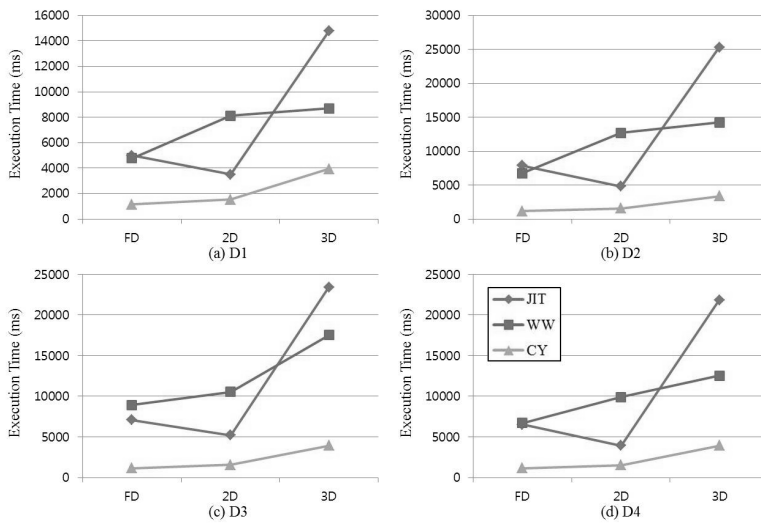 Execution Time (ms)
16000
14000
12000
10000
8000
6000
4000
2000
0
FD
2D
3D
(a) D1
Execution Time (ms)
30000
25000
20000
15000
10000
5000
0
FD
2D
3D
(b) D2
Execution Time (ms)
25000
20000
15000
10000
5000
0
FD
2D
3D
(c) D3
Execution Time (ms)
25000
20000
15000
10000
5000
0
JIT
WW
CY
FD
2D
3D
(d) D4